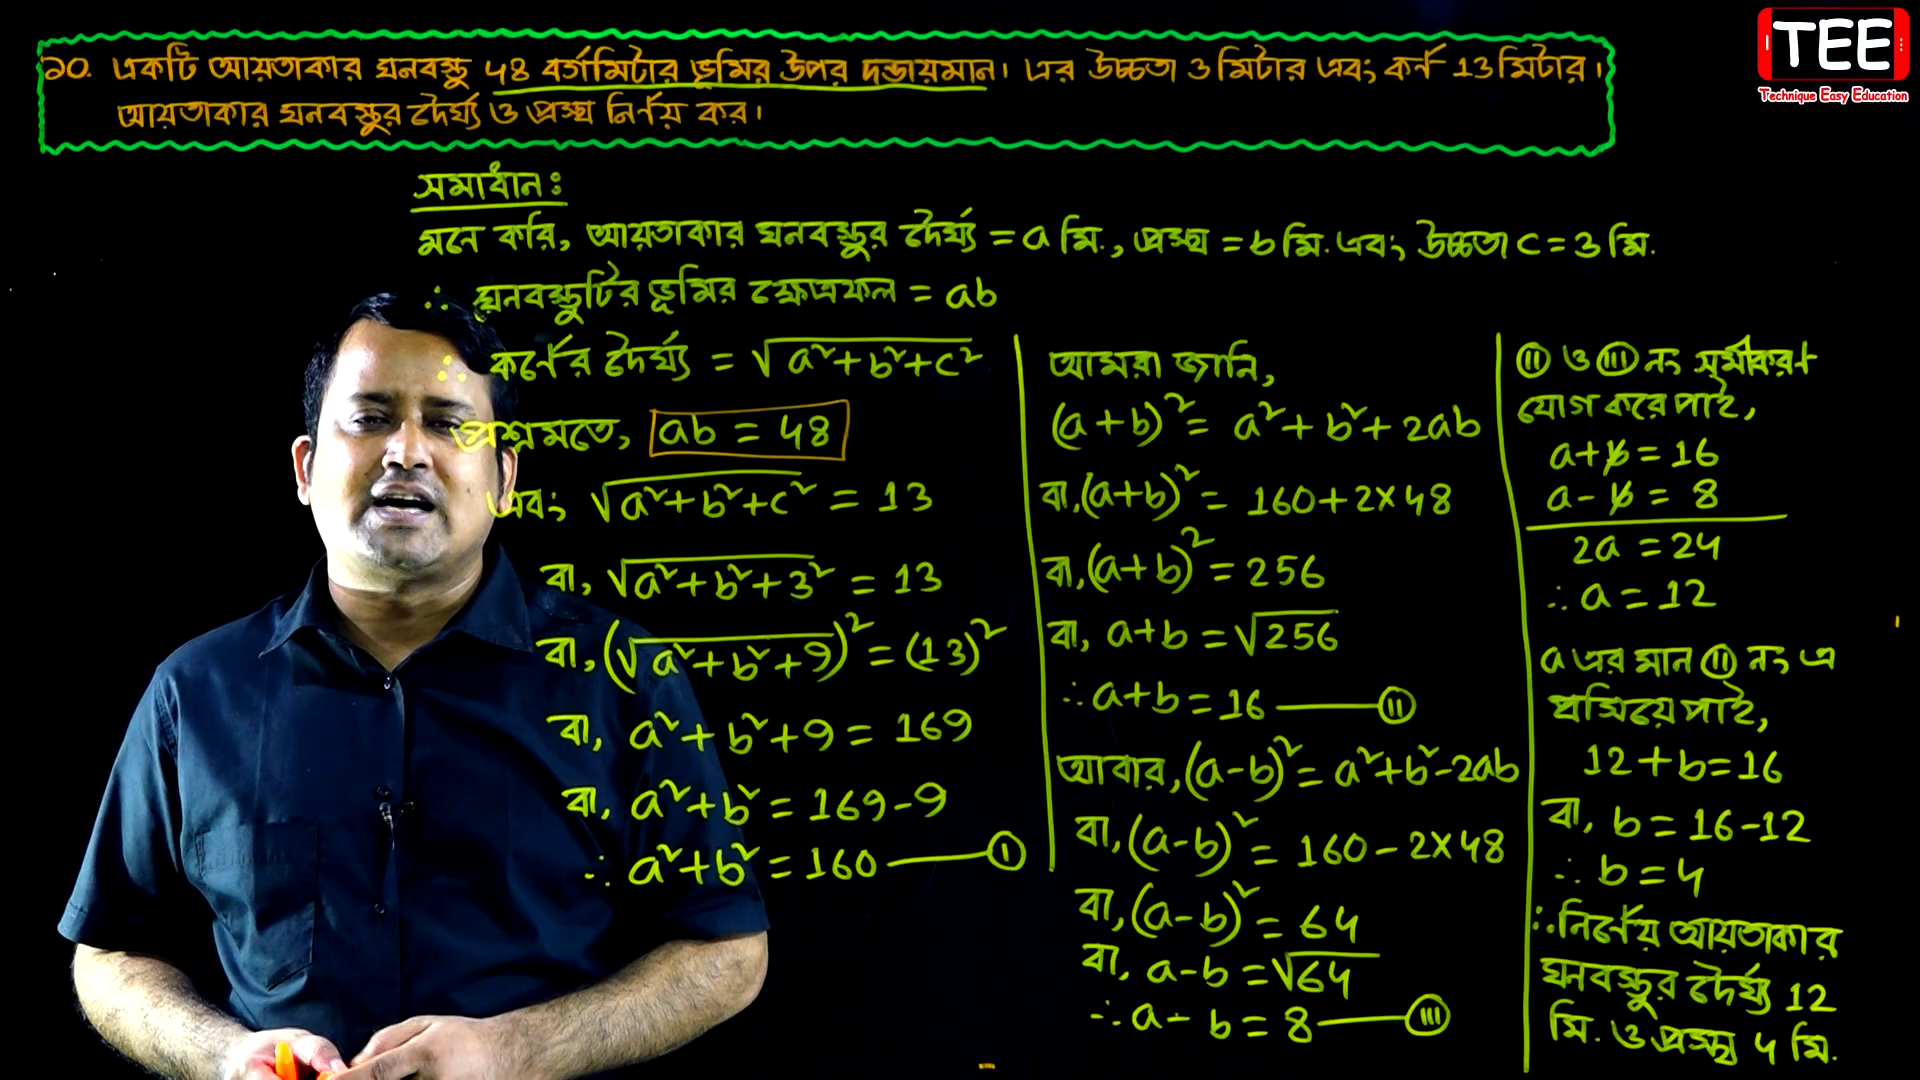 TEE
Technique Easy Education
১০. একটি আয়তাকার ঘনবস্তু 48 বর্গমিটার ভূমির উপর দন্ডায়মান। এর উচ্চতা 3 মিটার এবং কর্ণ 13 মিটার।
আয়তাকার ঘনবস্তুর দৈর্ঘ্য ও প্রস্থ নির্ণয় কর।
সমাধান:
মনে করি, আয়তাকার ঘনবস্তুর দৈর্ঘ্য = a মি., প্রস্থ = b মি. এবং উচ্চতা c = 3 মি.
∴ ঘনবস্তুটির ভূমির ক্ষেত্রফল = ab
∴ কর্ণের দৈর্ঘ্য = √(a²+b²+c²)
প্রশ্নমতে, ab = 48
এবং √(a²+b²+c²) = 13
বা, √(a²+b²+3²) = 13
বা, (√(a²+b²+9))² = (13)²
বা, a²+b²+9 = 169
বা, a²+b² = 169-9
∴ a²+b² = 160 —— (I)
আমরা জানি,
(a+b)² = a²+b²+2ab
বা, (a+b)² = 160+2×48
বা, (a+b)² = 256
বা, a+b = √256
∴ a+b = 16 —— (II)
আবার, (a-b)² = a²+b²-2ab
বা, (a-b)² = 160-2×48
বা, (a-b)² = 64
বা, a-b = √64
∴ a-b = 8 —— (III)
(II) ও (III) নং সমীকরণ
যোগ করে পাই,
a+b = 16
a-b = 8
2a = 24
∴ a = 12
a এর মান (II) নং এ
বসিয়ে পাই,
12+b=16
বা, b = 16-12
∴ b = 4
∴ নির্ণেয় আয়তাকার
ঘনবস্তুর দৈর্ঘ্য 12
মি. ও প্রস্থ 4 মি.